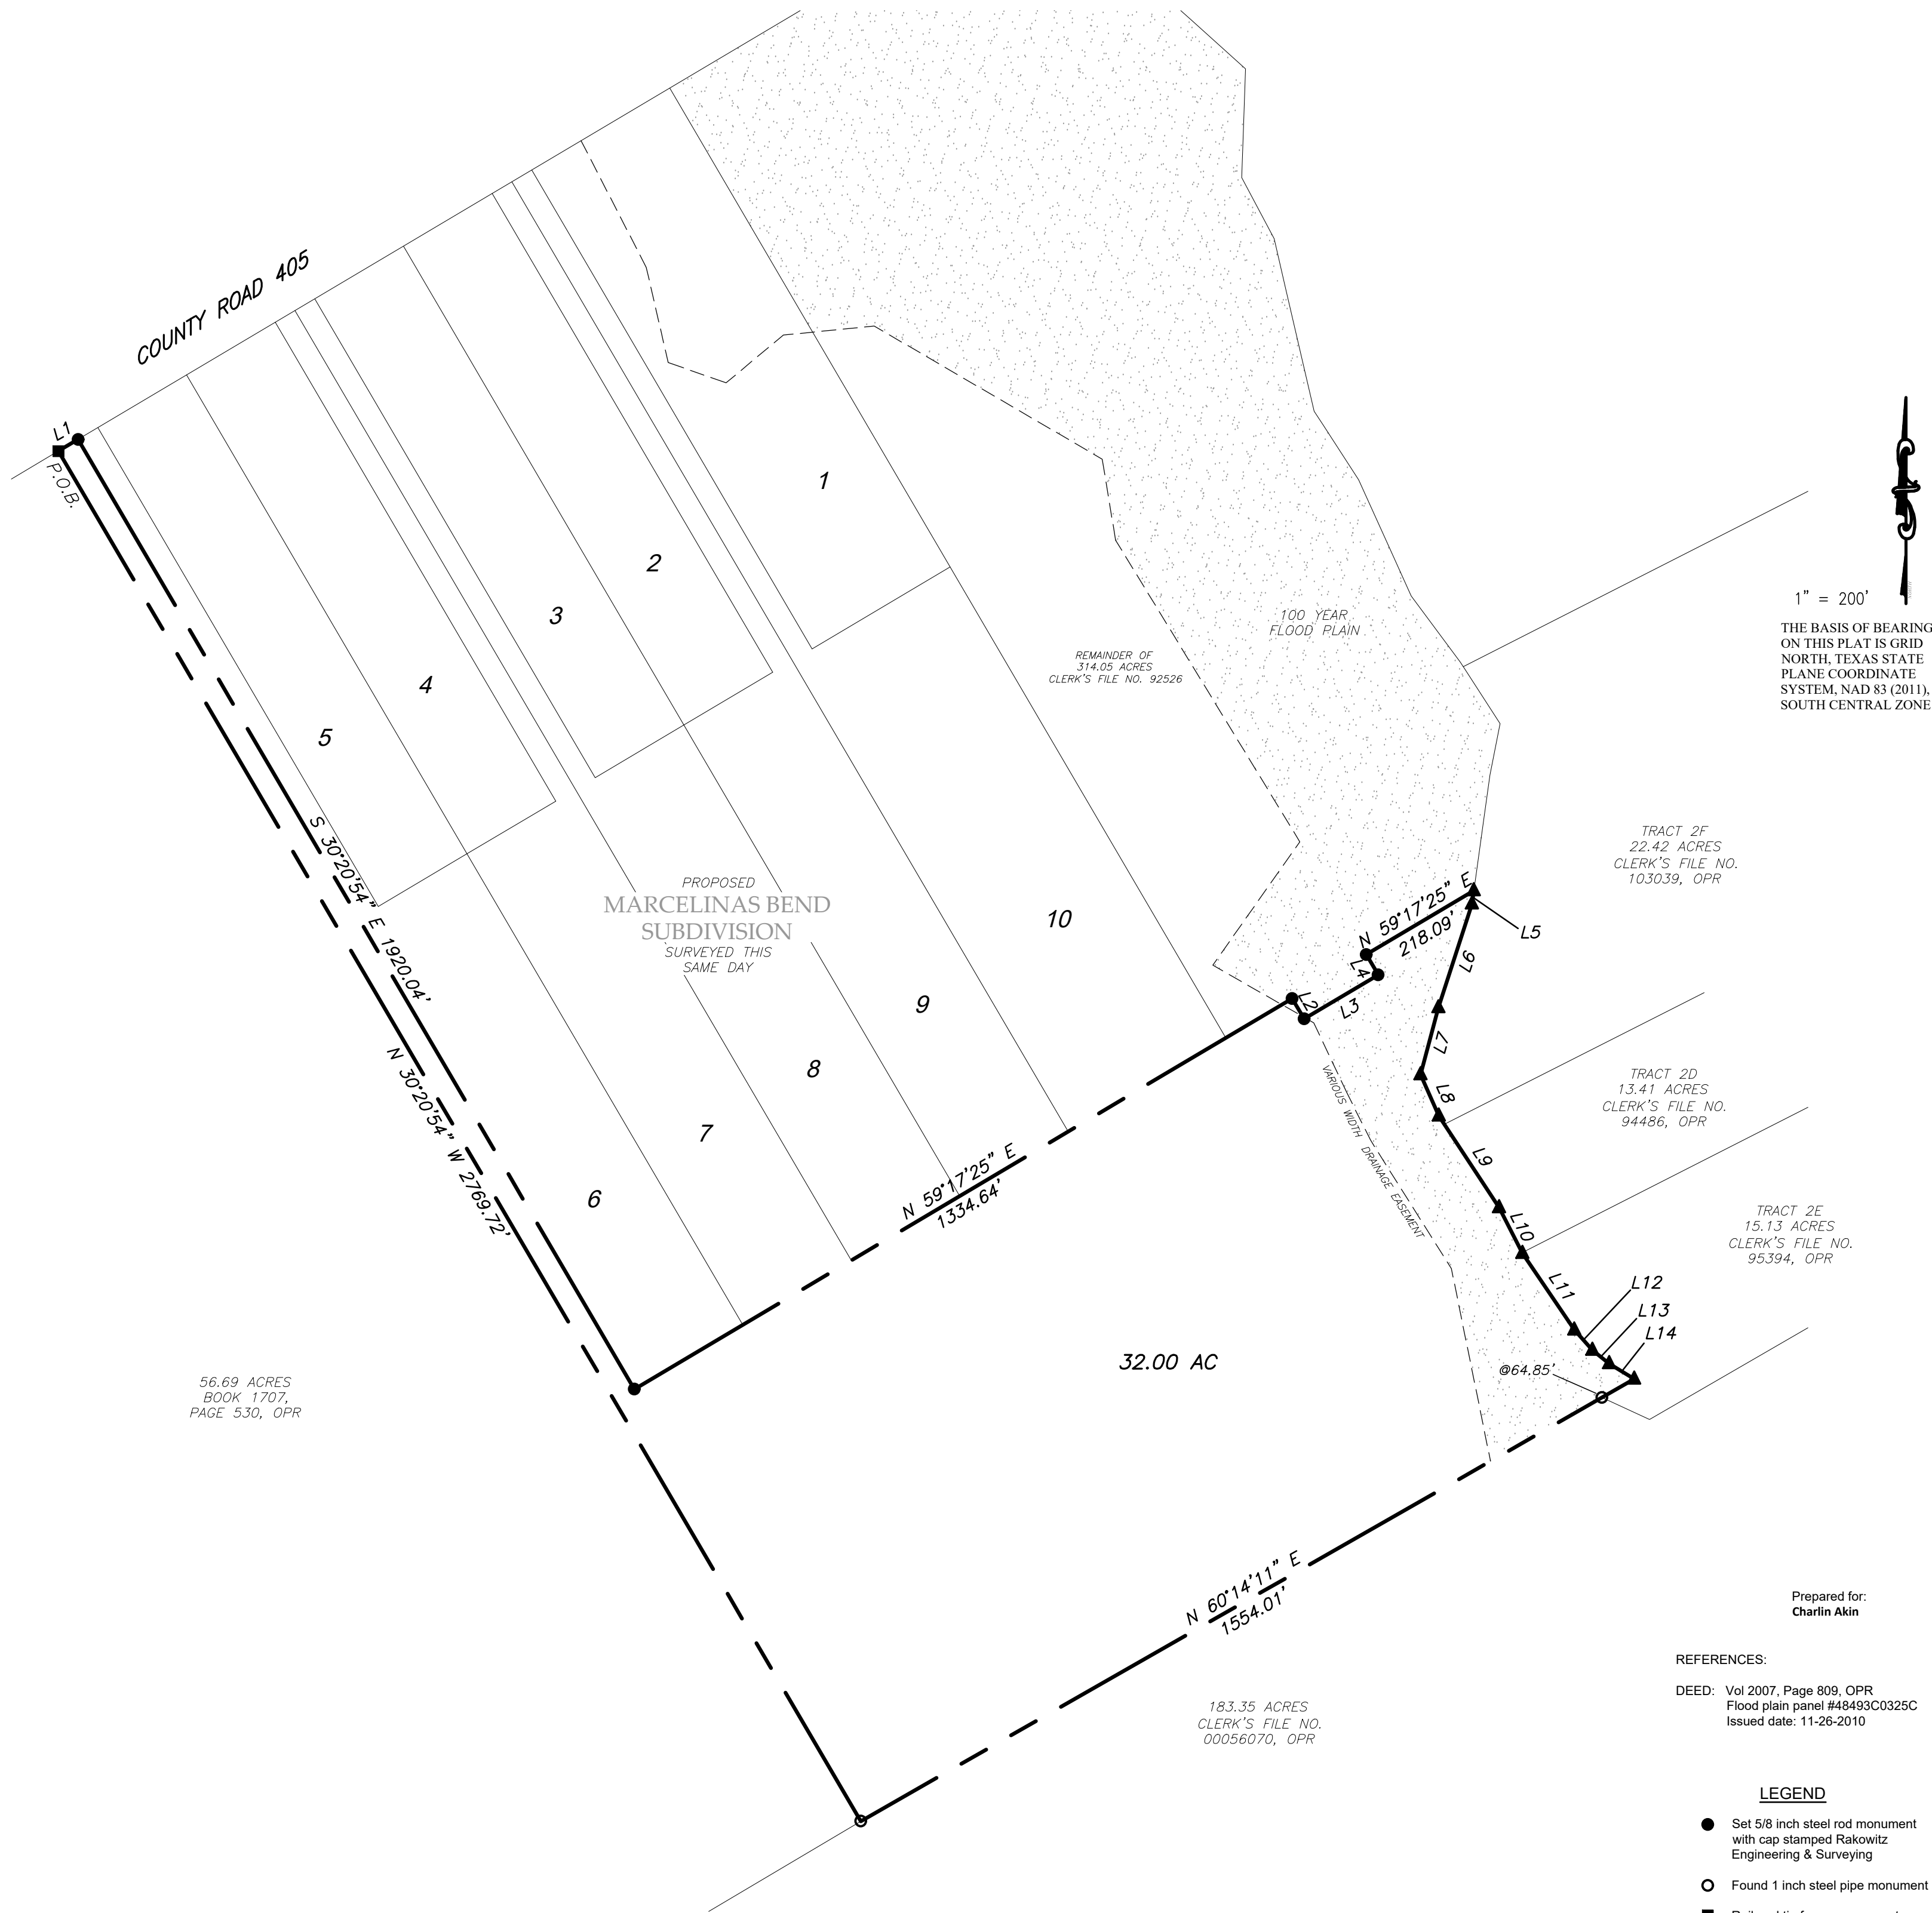 COUNTY ROAD 405
L1
P.O.B.
1
2
3
4
5
6
7
8
9
10
S 30°20'54" E 1920.04'
N 30°20'54" W 2769.72'
PROPOSED
MARCELINAS BEND
SUBDIVISION
SURVEYED THIS
SAME DAY
REMAINDER OF
314.05 ACRES
CLERK'S FILE NO. 92526
100 YEAR
FLOOD PLAIN
1" = 200'
THE BASIS OF BEARING
ON THIS PLAT IS GRID
NORTH, TEXAS STATE
PLANE COORDINATE
SYSTEM, NAD 83 (2011),
SOUTH CENTRAL ZONE
TRACT 2F
22.42 ACRES
CLERK'S FILE NO.
103039, OPR
N 59°17'25" E
218.09'
L2
L3
L4
L5
L6
L7
L8
L9
L10
L11
L12
L13
L14
@64.85'
VARIOUS WIDTH DRAINAGE EASEMENT
TRACT 2D
13.41 ACRES
CLERK'S FILE NO.
94486, OPR
TRACT 2E
15.13 ACRES
CLERK'S FILE NO.
95394, OPR
N 59°17'25" E
1334.64'
32.00 AC
56.69 ACRES
BOOK 1707,
PAGE 530, OPR
N 60°14'11" E
1554.01'
183.35 ACRES
CLERK'S FILE NO.
00056070, OPR
Prepared for:
Charlin Akin
REFERENCES:
DEED: Vol 2007, Page 809, OPR
Flood plain panel #48493C0325C
Issued date: 11-26-2010
LEGEND
Set 5/8 inch steel rod monument
with cap stamped Rakowitz
Engineering & Surveying
Found 1 inch steel pipe monument